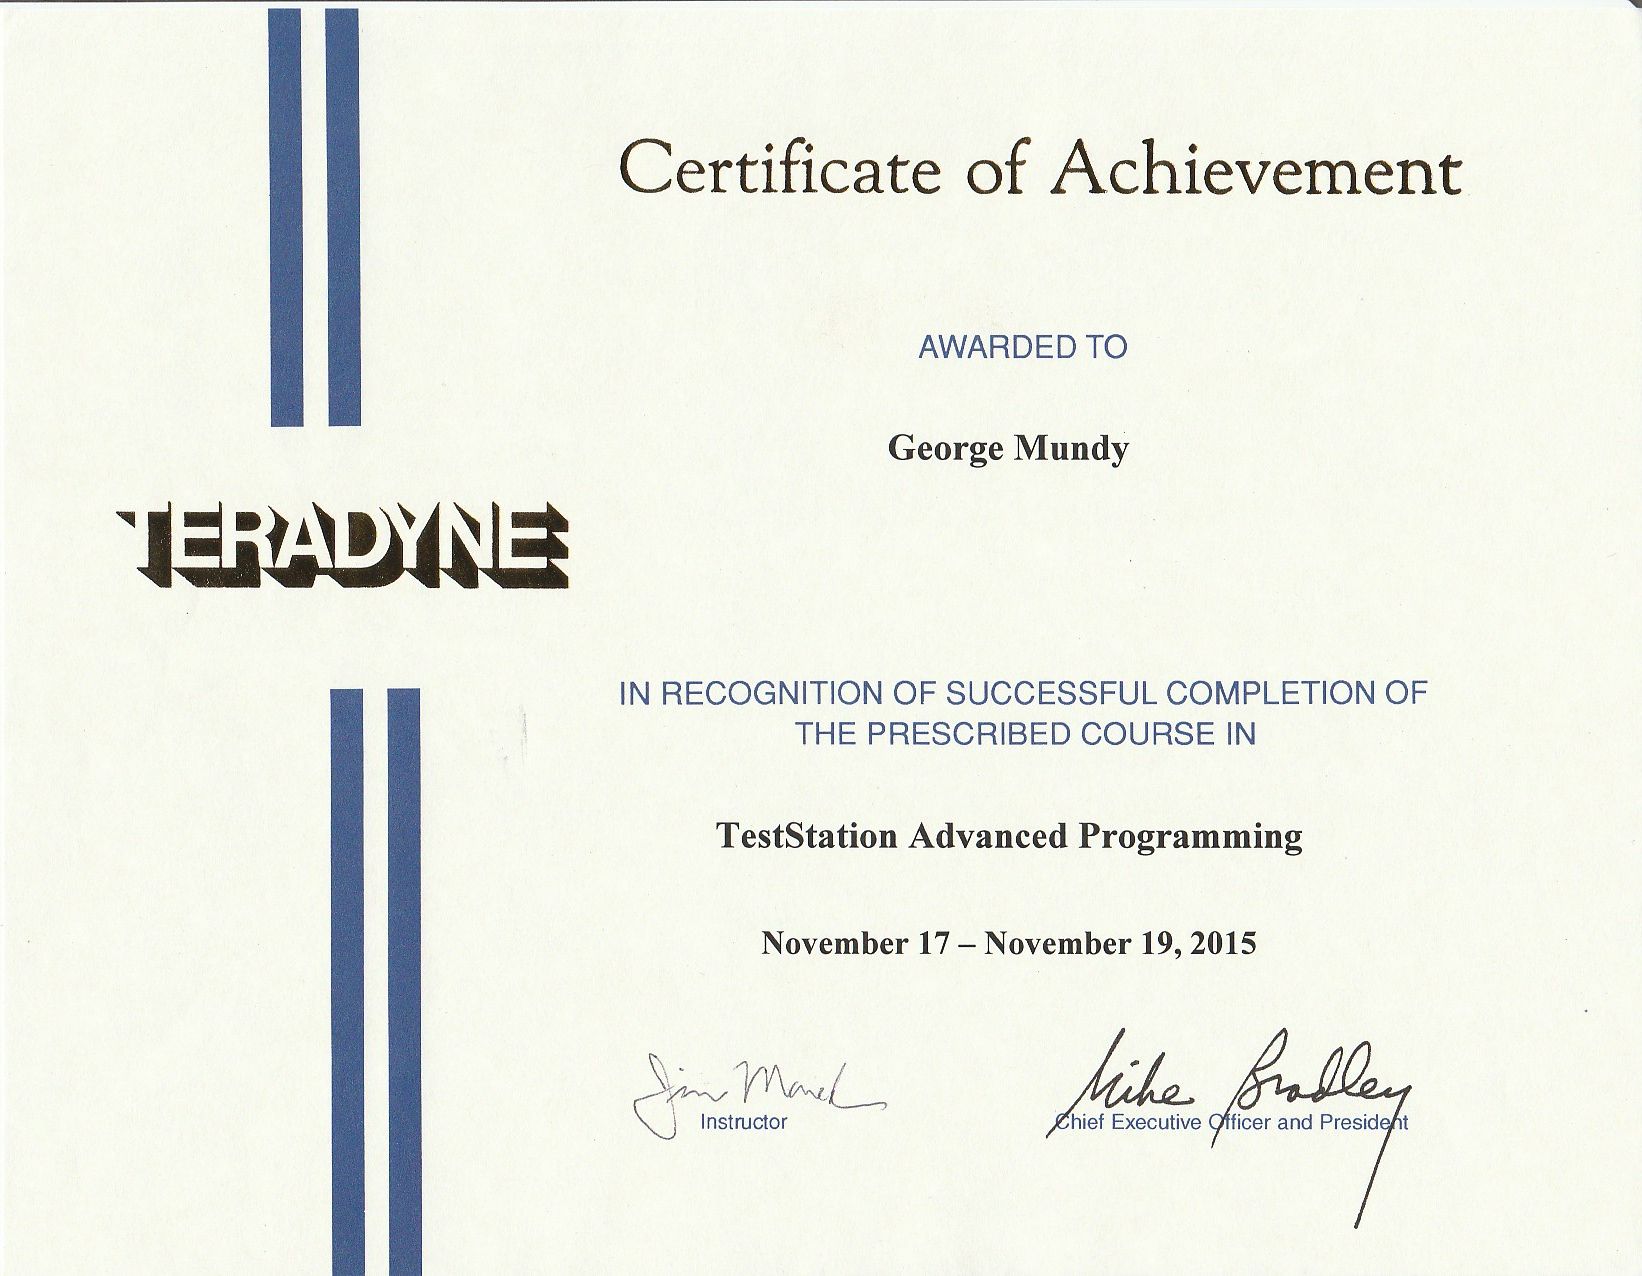 Certificate of Achievement
AWARDED TO
George Mundy
TERADYNE
IN RECOGNITION OF SUCCESSFUL COMPLETION OF
THE PRESCRIBED COURSE IN
TestStation Advanced Programming
November 17 – November 19, 2015
Jim
Mike Bradley
Instructor
Chief Executive Officer and President